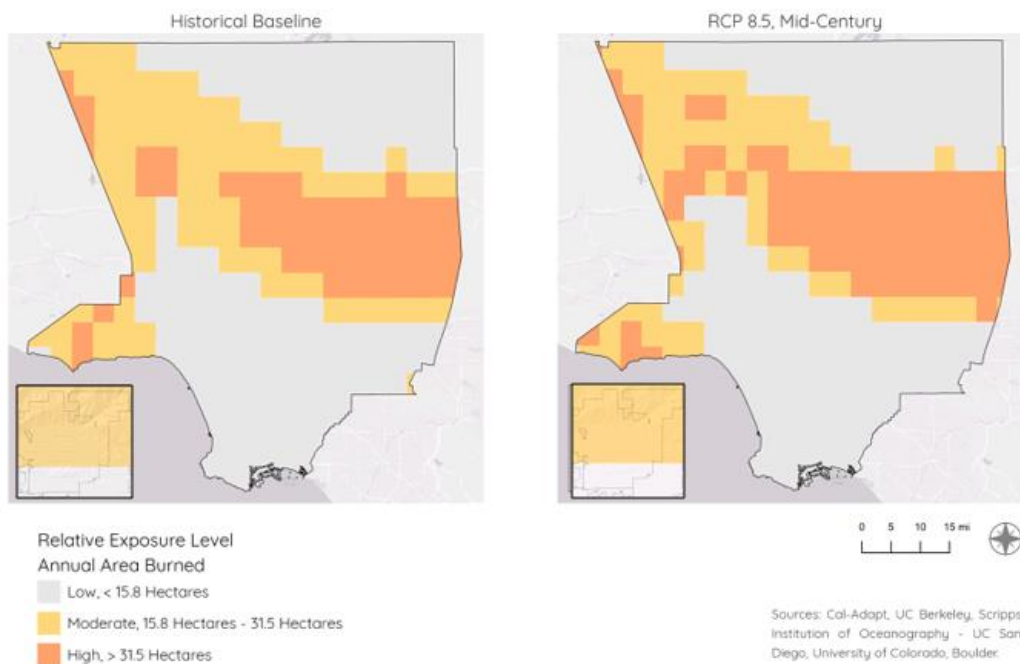 Historical Baseline
RCP 8.5, Mid-Century
Relative Exposure Level
Annual Area Burned
Low, < 15.8 Hectares
Moderate, 15.8 Hectares - 31.5 Hectares
High, > 31.5 Hectares
0 5 10 15 mi
Sources: Cal-Adapt, UC Berkeley, Scripps
Institution of Oceanography - UC San
Diego, University of Colorado, Boulder.